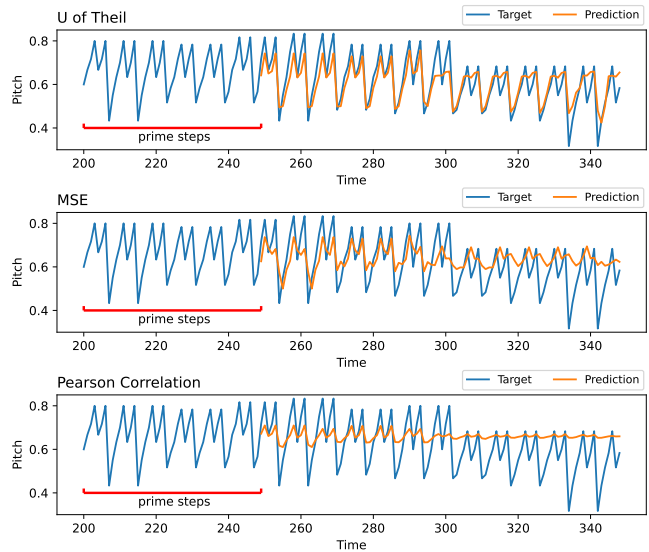 U of Theil
Target Prediction
0.8
0.6
0.4
Pitch
prime steps
200 220 240 260 280 300 320 340
Time
MSE
Target Prediction
0.8
0.6
0.4
Pitch
prime steps
200 220 240 260 280 300 320 340
Time
Pearson Correlation
Target Prediction
0.8
0.6
0.4
Pitch
prime steps
200 220 240 260 280 300 320 340
Time